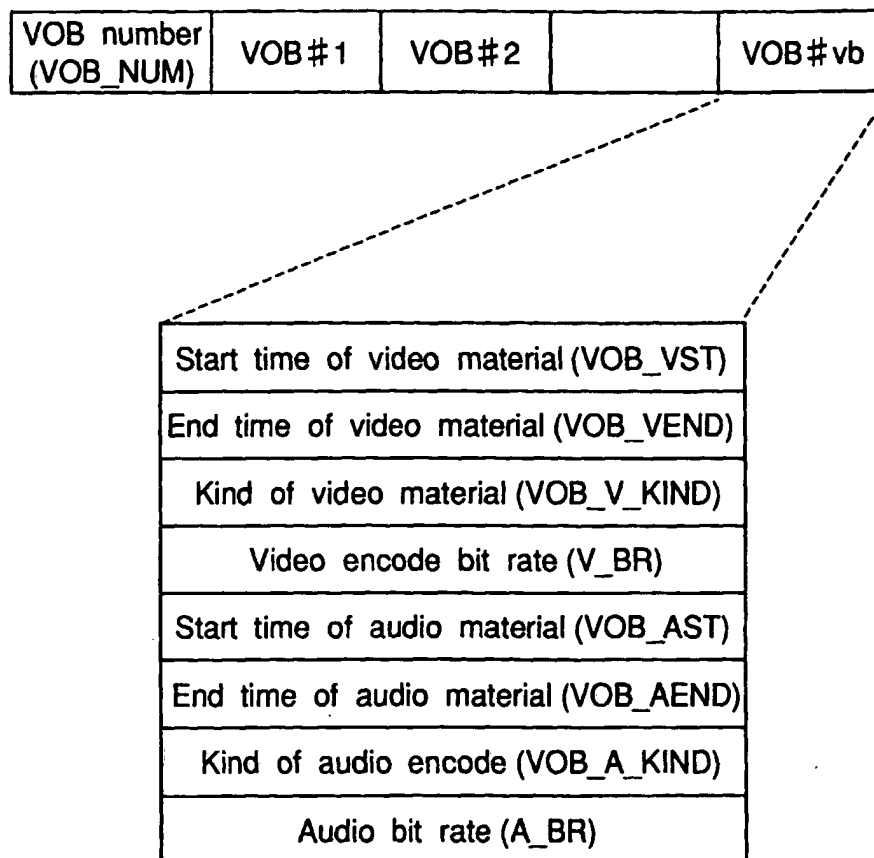 VOB number
(VOB_NUM)
VOB#1
VOB#2
VOB#vb
Start time of video material (VOB_VST)
End time of video material (VOB_VEND)
Kind of video material (VOB_V_KIND)
Video encode bit rate (V_BR)
Start time of audio material (VOB_AST)
End time of audio material (VOB_AEND)
Kind of audio encode (VOB_A_KIND)
Audio bit rate (A_BR)